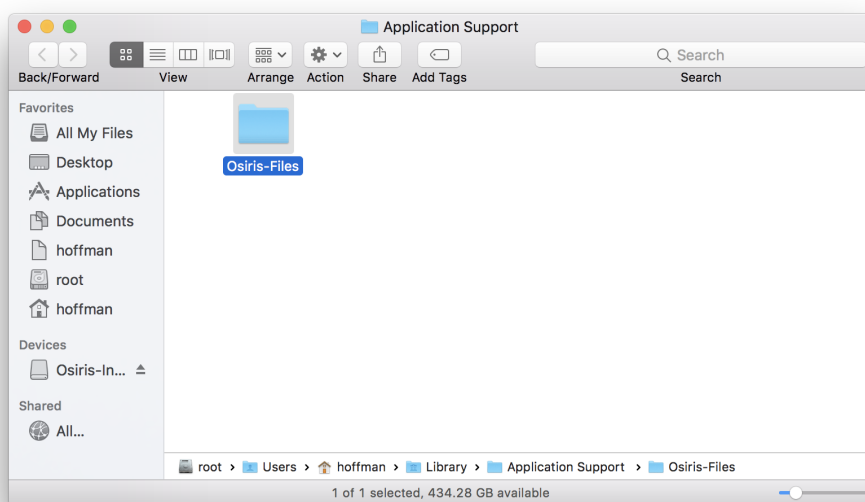 Application Support
Search
Back/Forward View Arrange Action Share Add Tags Search
Favorites
All My Files
Desktop
Applications
Documents
hoffman
root
hoffman
Devices
Osiris-In...
Shared
All...
Osiris-Files
root › Users › hoffman › Library › Application Support › Osiris-Files
1 of 1 selected, 434.28 GB available